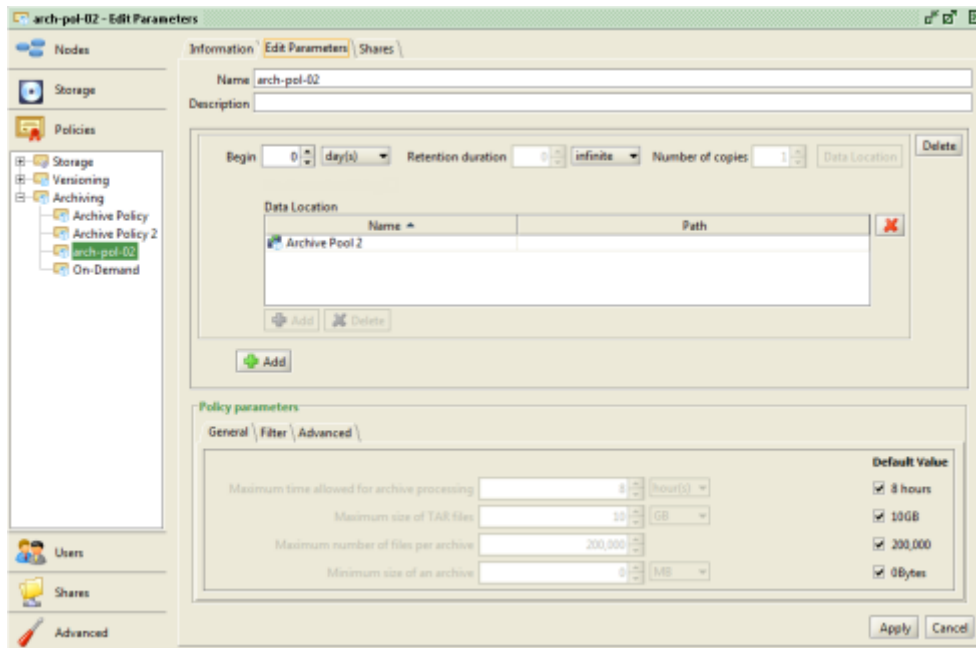 arch-pol-02 - Edit Parameters
Nodes
Storage
Policies
Storage
Versioning
Archiving
Archive Policy
Archive Policy 2
arch-pol-02
On-Demand
Users
Shares
Advanced
Information Edit Parameters Shares
Name arch-pol-02
Description
Begin 0 day(s) Retention duration 0 infinite Number of copies 1 Data Location Delete
Data Location
Name Path
Archive Pool 2
Add Delete
Add
Policy parameters
General Filter Advanced
Default Value
Maximum time allowed for archive processing 8 hour(s) 8 hours
Maximum size of TAR files 10 GB 10GB
Maximum number of files per archive 200,000 200,000
Minimum size of an archive 0 MB 0Bytes
Apply Cancel